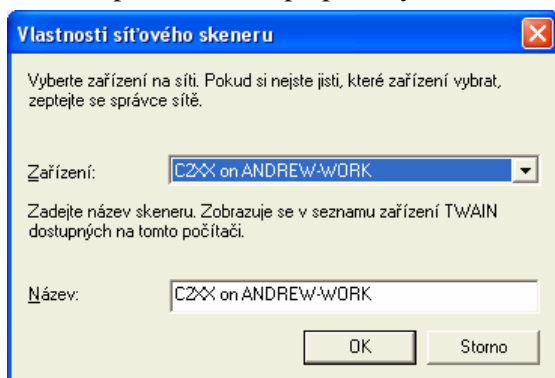 Vlastnosti síťového skeneru
Vyberte zařízení na síti. Pokud si nejste jisti, které zařízení vybrat,
zeptejte se správce sítě.
Zařízení: C2XX on ANDREW-WORK
Zadejte název skeneru. Zobrazuje se v seznamu zařízení TWAIN
dostupných na tomto počítači.
Název: C2XX on ANDREW-WORK
OK Storno